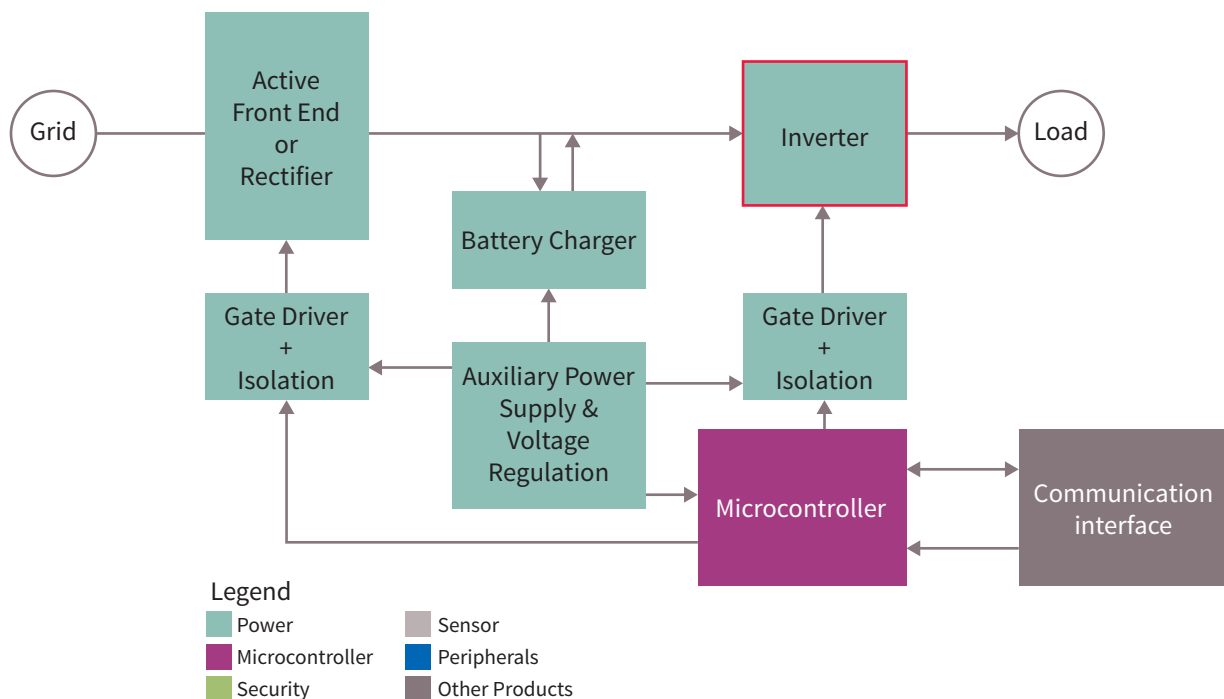 Active
Front End
or
Rectifier
Grid
Inverter
Load
Battery Charger
Gate Driver
+
Isolation
Auxiliary Power
Supply &
Voltage
Regulation
Gate Driver
+
Isolation
Microcontroller
Communication
interface
Legend
Power
Microcontroller
Security
Sensor
Peripherals
Other Products